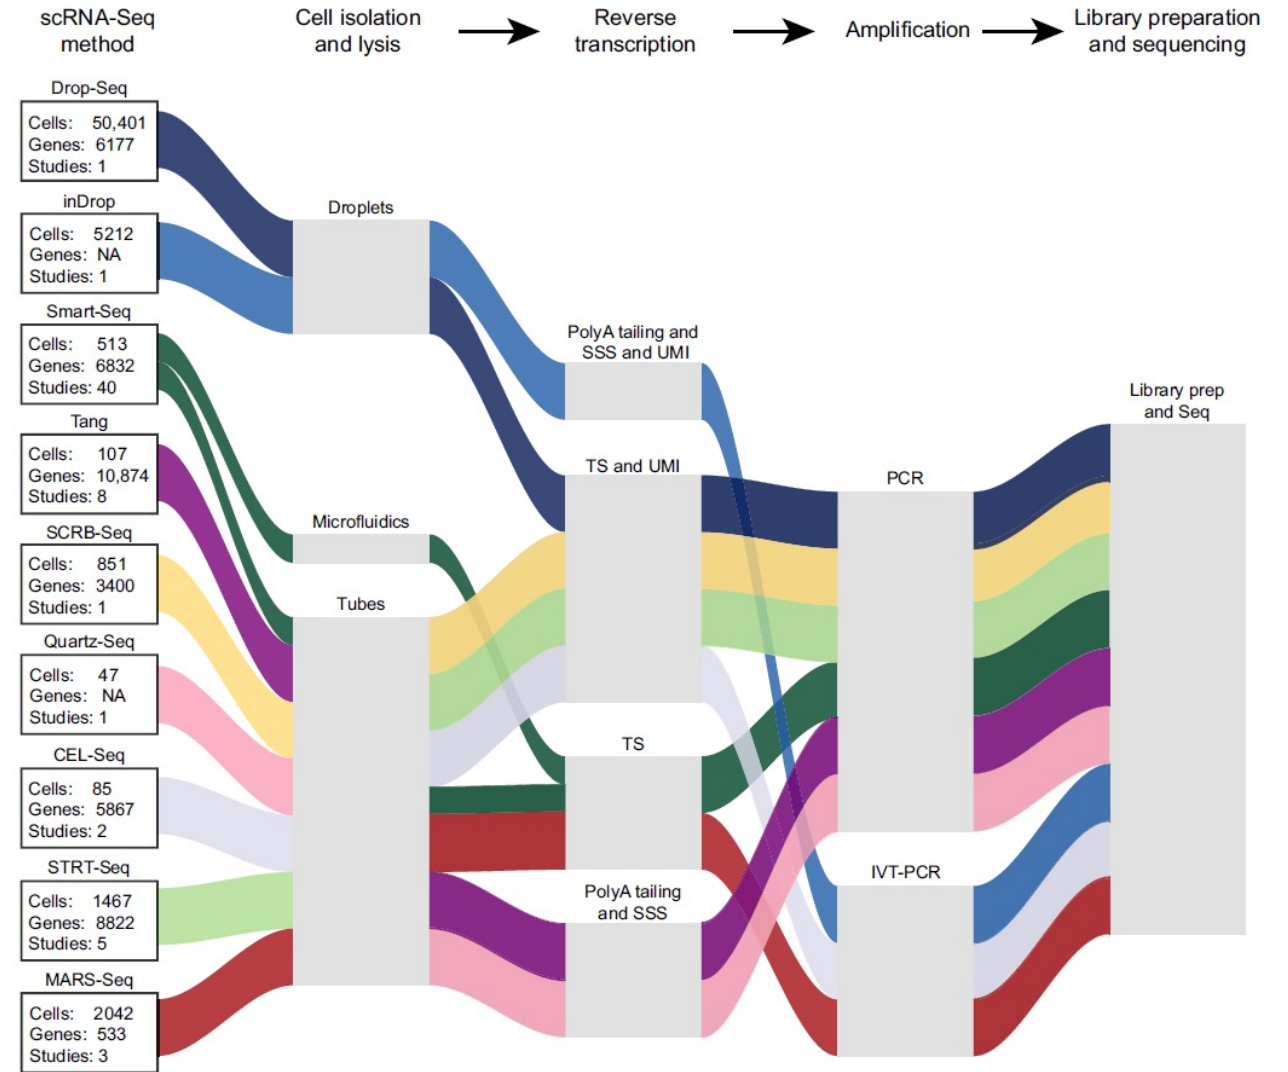 scRNA-Seq
method
Cell isolation
and lysis
Reverse
transcription
Amplification
Library preparation
and sequencing
Drop-Seq
Cells: 50,401
Genes: 6177
Studies: 1
inDrop
Cells: 5212
Genes: NA
Studies: 1
Smart-Seq
Cells: 513
Genes: 6832
Studies: 40
Tang
Cells: 107
Genes: 10,874
Studies: 8
SCRB-Seq
Cells: 851
Genes: 3400
Studies: 1
Quartz-Seq
Cells: 47
Genes: NA
Studies: 1
CEL-Seq
Cells: 85
Genes: 5867
Studies: 2
STRT-Seq
Cells: 1467
Genes: 8822
Studies: 5
MARS-Seq
Cells: 2042
Genes: 533
Studies: 3
Droplets
Microfluidics
Tubes
PolyA tailing and
SSS and UMI
TS and UMI
TS
PolyA tailing
and SSS
PCR
IVT-PCR
Library prep
and Seq